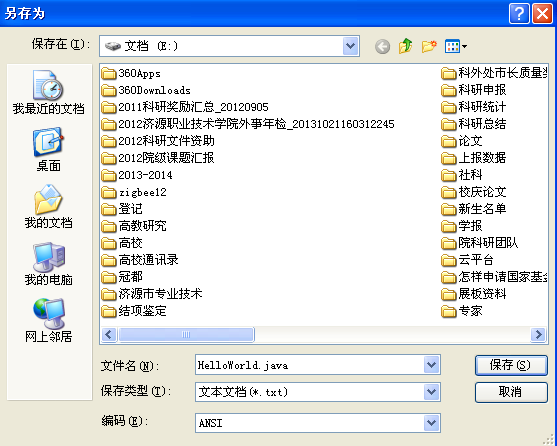 另存为
保存在(I):
文档 (E:)
我最近的文档
桌面
我的文档
我的电脑
网上邻居
360Apps
360Downloads
2011科研奖励汇总_20120905
2012济源职业技术学院外事年检_20131021160312245
2012科研文件资助
2012院级课题汇报
2013-2014
zigbee12
登记
高教研究
高校
高校通讯录
冠都
济源市专业技术
结项鉴定
科外处市长质量奖
科研申报
科研统计
科研总结
论文
上报数据
社科
校庆论文
新生名单
学报
院科研团队
云平台
怎样申请国家基金
展板资料
专家
文件名(N):
HelloWorld.java
保存(S)
保存类型(T):
文本文档(*.txt)
取消
编码(E):
ANSI